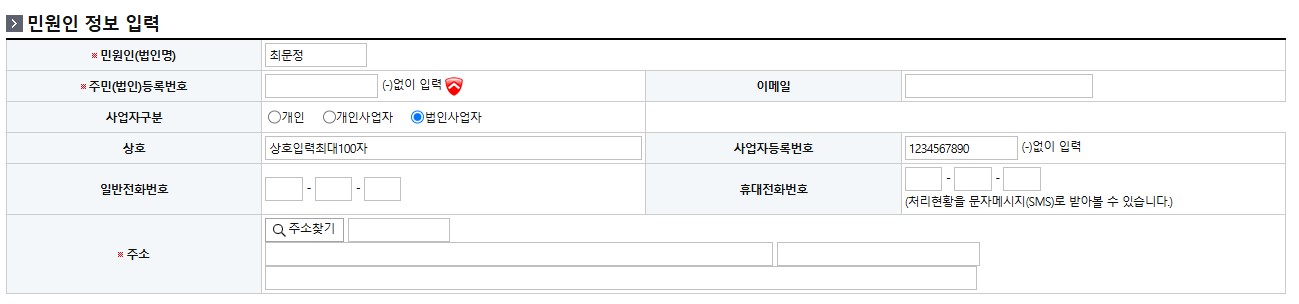 민원인 정보 입력
※ 민원인(법인명) 최문정
※ 주민(법인)등록번호 (-)없이 입력 이메일
사업자구분 개인 개인사업자 법인사업자
상호 상호입력최대100자 사업자등록번호 1234567890 (-)없이 입력
일반전화번호 - - 휴대전화번호 - -
(처리현황을 문자메시지(SMS)로 받아볼 수 있습니다.)
※ 주소 주소찾기